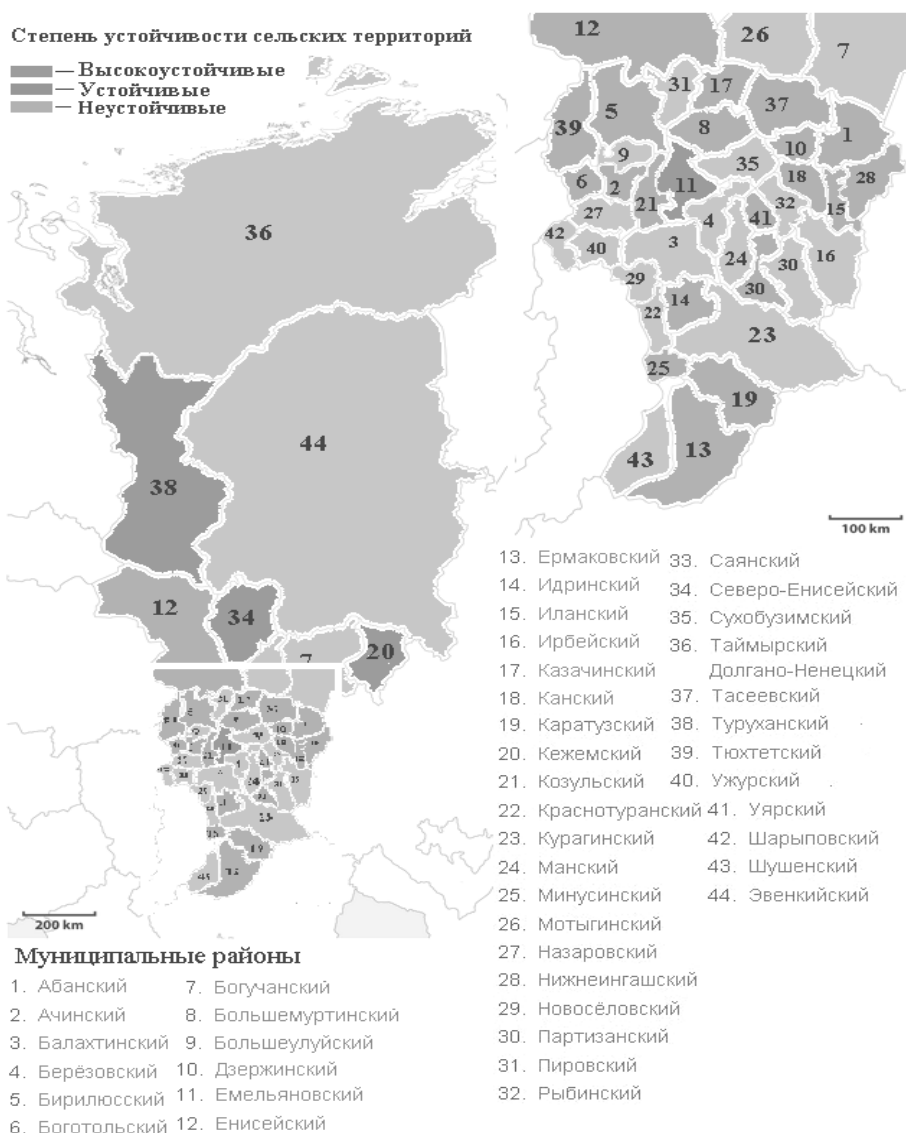 Степень устойчивости сельских территорий
— Высокоустойчивые
— Устойчивые
— Неустойчивые
36
44
38
12
34
7
20
200 km
12
26
7
31
17
37
5
39
8
1
10
9
35
28
6
2
11
18
21
15
27
32
4
41
42
40
3
24
16
30
29
30
14
22
23
25
19
13
43
100 km
Муниципальные районы
1. Абанский
2. Ачинский
3. Балахтинский
4. Берёзовский
5. Бирилюсский
6. Боготольский
7. Богучанский
8. Большемуртинский
9. Большеулуйский
10. Дзержинский
11. Емельяновский
12. Енисейский
13. Ермаковский
14. Идринский
15. Иланский
16. Ирбейский
17. Казачинский
18. Канский
19. Каратузский
20. Кежемский
21. Козульский
22. Краснотуранский
23. Курагинский
24. Манский
25. Минусинский
26. Мотыгинский
27. Назаровский
28. Нижнеингашский
29. Новосёловский
30. Партизанский
31. Пировский
32. Рыбинский
33. Саянский
34. Северо-Енисейский
35. Сухобузимский
36. Таймырский
Долгано-Ненецкий
37. Тасеевский
38. Туруханский
39. Тюхтетский
40. Ужурский
41. Уярский
42. Шарыповский
43. Шушенский
44. Эвенкийский